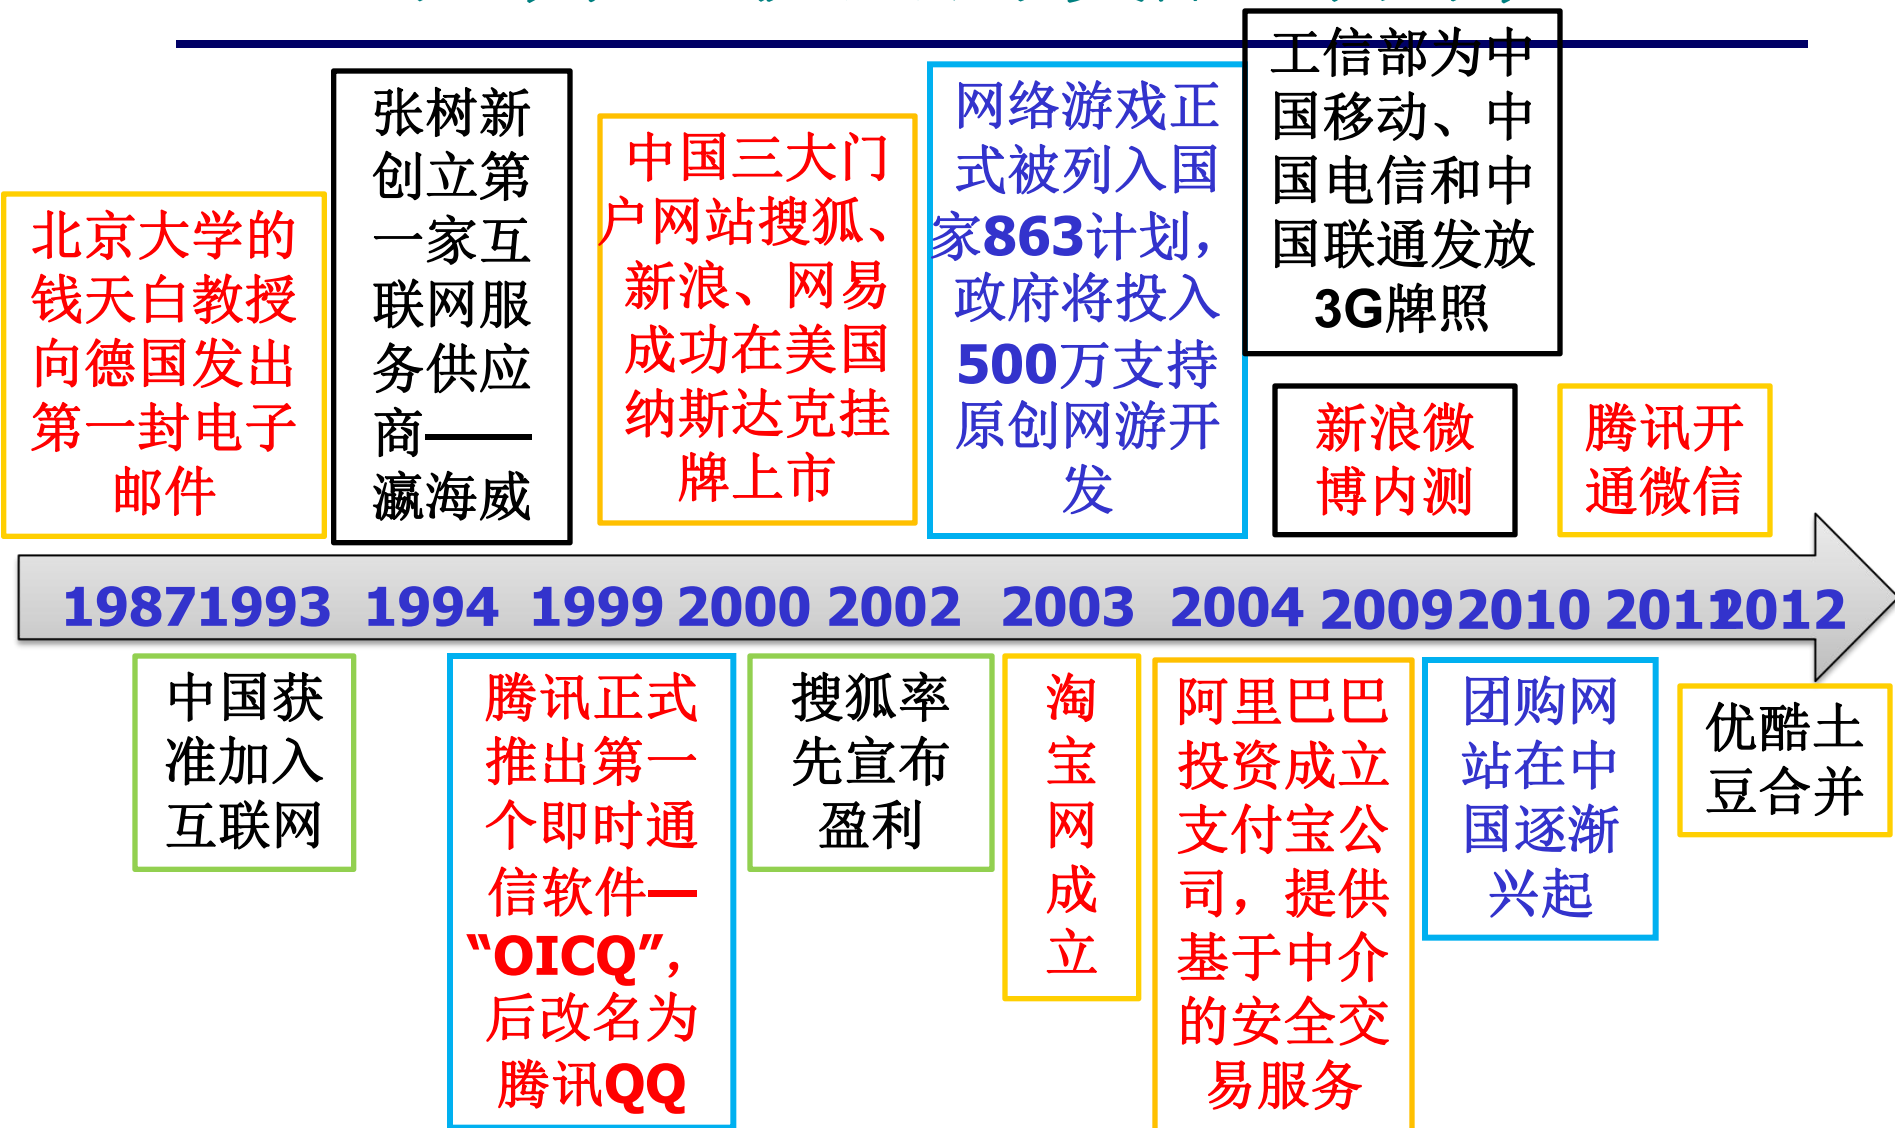 北京大学的
钱天白教授
向德国发出
第一封电子
邮件
张树新
创立第
一家互
联网服
务供应
商——
瀛海威
中国三大门
户网站搜狐、
新浪、网易
成功在美国
纳斯达克挂
牌上市
网络游戏正
式被列入国
家863计划，
政府将投入
500万支持
原创网游开
发
工信部为中
国移动、中
国电信和中
国联通发放
3G牌照
新浪微
博内测
腾讯开
通微信
1987 1993 1994 1999 2000 2002 2003 2004 2009 2010 2011 2012
中国获
准加入
互联网
腾讯正式
推出第一
个即时通
信软件—
“OICQ”，
后改名为
腾讯QQ
搜狐率
先宣布
盈利
淘
宝
网
成
立
阿里巴巴
投资成立
支付宝公
司，提供
基于中介
的安全交
易服务
团购网
站在中
国逐渐
兴起
优酷土
豆合并